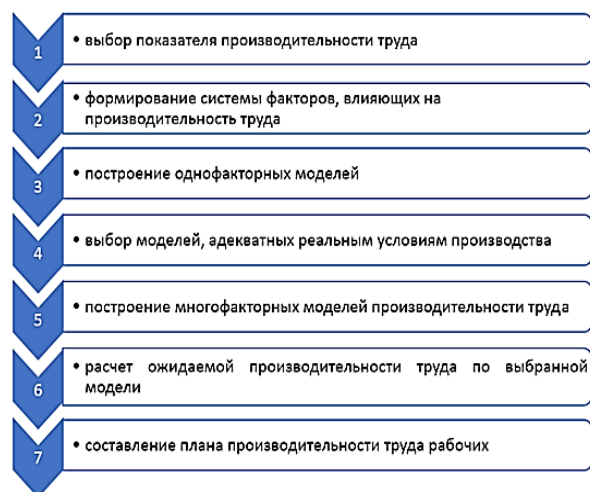 1
• выбор показателя производительности труда
2
• формирование системы факторов, влияющих на
производительность труда
3
• построение однофакторных моделей
4
• выбор моделей, адекватных реальным условиям производства
5
• построение многофакторных моделей производительности труда
6
• расчет ожидаемой производительности труда по выбранной
модели
7
• составление плана производительности труда рабочих